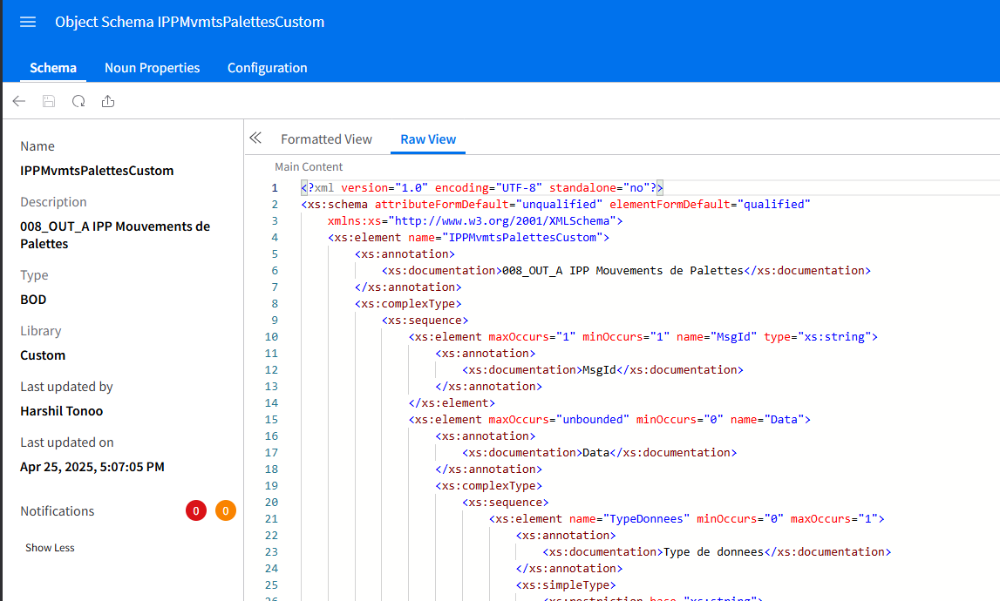 Object Schema IPPMvmtsPalettesCustom
Schema Noun Properties Configuration
Name
IPPMvmtsPalettesCustom
Description
008_OUT_A IPP Mouvements de
Palettes
Type
BOD
Library
Custom
Last updated by
Harshil Tonoo
Last updated on
Apr 25, 2025, 5:07:05 PM
Notifications 0 0
Show Less
Formatted View Raw View
Main Content
1 <?xml version="1.0" encoding="UTF-8" standalone="no"?>
2 <xs:schema attributeFormDefault="unqualified" elementFormDefault="qualified"
3 xmlns:xs="http://www.w3.org/2001/XMLSchema">
4 <xs:element name="IPPMvmtsPalettesCustom">
5 <xs:annotation>
6 <xs:documentation>008_OUT_A IPP Mouvements de Palettes</xs:documentation>
7 </xs:annotation>
8 <xs:complexType>
9 <xs:sequence>
10 <xs:element maxOccurs="1" minOccurs="1" name="MsgId" type="xs:string">
11 <xs:annotation>
12 <xs:documentation>MsgId</xs:documentation>
13 </xs:annotation>
14 </xs:element>
15 <xs:element maxOccurs="unbounded" minOccurs="0" name="Data">
16 <xs:annotation>
17 <xs:documentation>Data</xs:documentation>
18 </xs:annotation>
19 <xs:complexType>
20 <xs:sequence>
21 <xs:element name="TypeDonnees" minOccurs="0" maxOccurs="1">
22 <xs:annotation>
23 <xs:documentation>Type de donnees</xs:documentation>
24 </xs:annotation>
25 <xs:simpleType>
26 <xs:restriction base="xs:string">